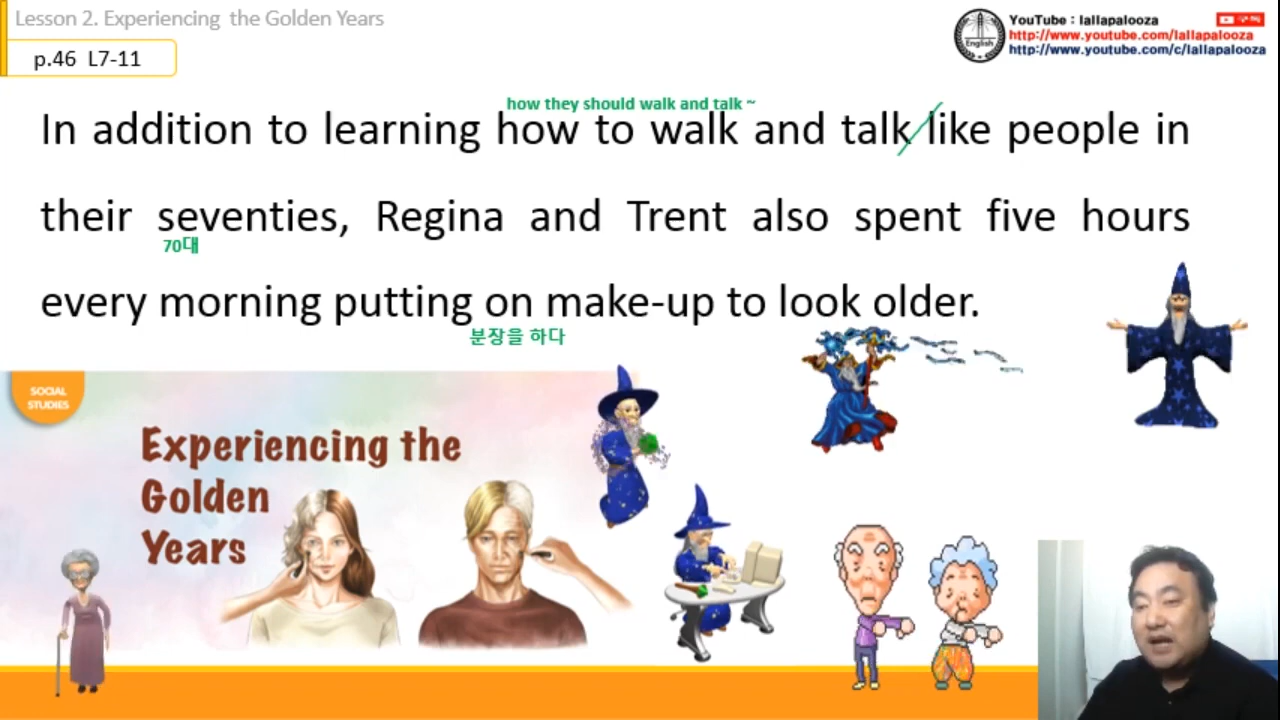 Lesson 2. Experiencing the Golden Years
p.46 L7-11
YouTube : lallapalooza
http://www.youtube.com/lallapalooza
http://www.youtube.com/c/lallapalooza
English
how they should walk and talk ~
In addition to learning how to walk and talk like people in
their seventies, Regina and Trent also spent five hours
70대
every morning putting on make-up to look older.
분장을 하다
SOCIAL
STUDIES
Experiencing the
Golden
Years